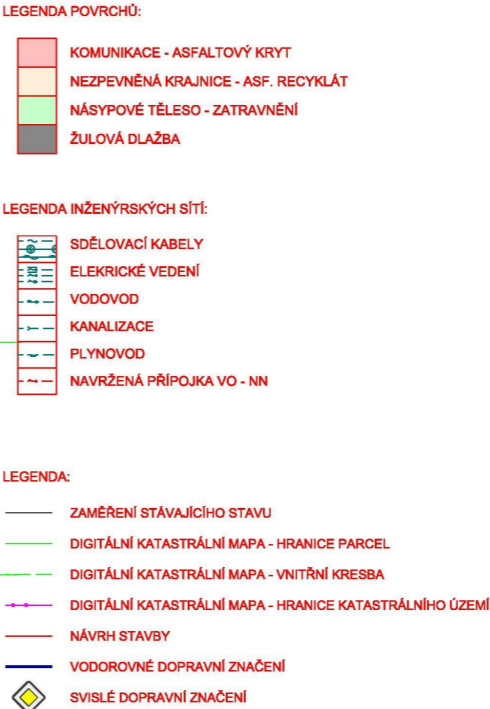 LEGENDA POVRCHŮ:
KOMUNIKACE - ASFALTOVÝ KRYT
NEZPEVNĚNÁ KRAJNICE - ASF. RECYKLÁT
NÁSYPOVÉ TĚLESO - ZATRAVNĚNÍ
ŽULOVÁ DLAŽBA
LEGENDA INŽENÝRSKÝCH SÍTÍ:
SDĚLOVACÍ KABELY
ELEKRICKÉ VEDENÍ
VODOVOD
KANALIZACE
PLYNOVOD
NAVRŽENÁ PŘÍPOJKA VO - NN
LEGENDA:
ZAMĚŘENÍ STÁVAJÍCÍHO STAVU
DIGITÁLNÍ KATASTRÁLNÍ MAPA - HRANICE PARCEL
DIGITÁLNÍ KATASTRÁLNÍ MAPA - VNITŘNÍ KRESBA
DIGITÁLNÍ KATASTRÁLNÍ MAPA - HRANICE KATASTRÁLNÍHO ÚZEMÍ
NÁVRH STAVBY
VODOROVNÉ DOPRAVNÍ ZNAČENÍ
SVISLÉ DOPRAVNÍ ZNAČENÍ